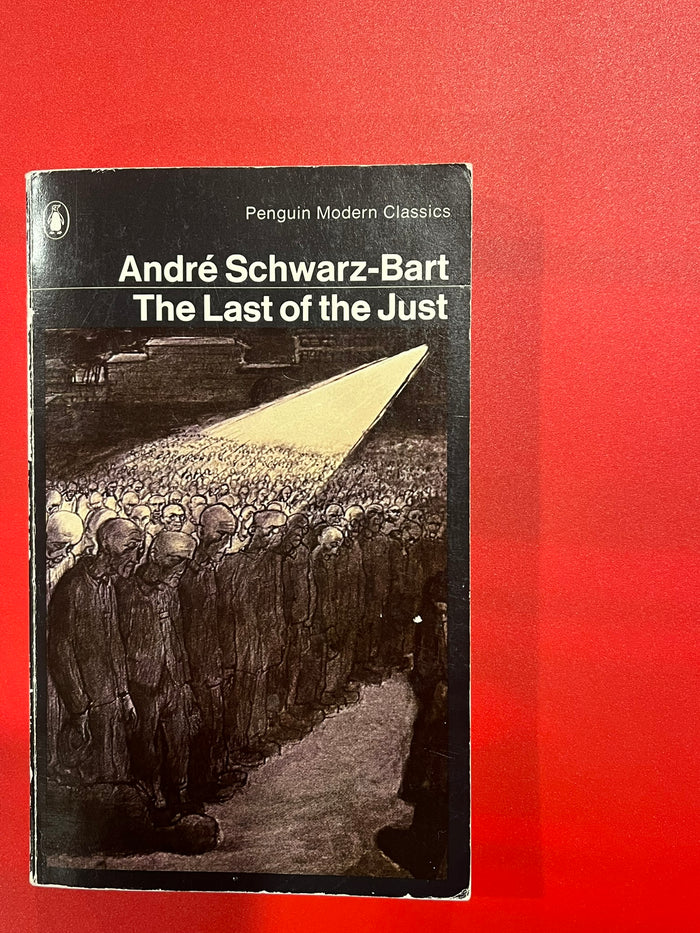 Penguin Modern Classics
André Schwarz-Bart
The Last of the Just